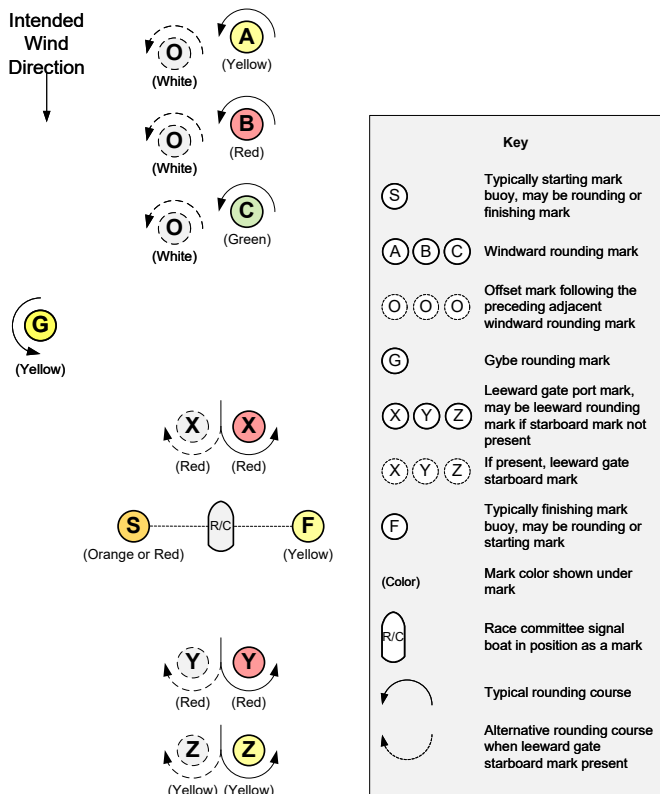 Intended
Wind
Direction
O
A
(White)
(Yellow)
O
B
(White)
(Red)
O
C
(White)
(Green)
G
(Yellow)
X
X
(Red)
(Red)
S
R/C
F
(Orange or Red)
(Yellow)
Y
Y
(Red)
(Red)
Z
Z
(Yellow)
(Yellow)
Key
S
Typically starting mark
buoy, may be rounding or
finishing mark
A B C
Windward rounding mark
O O O
Offset mark following the
preceding adjacent
windward rounding mark
G
Gybe rounding mark
X Y Z
Leeward gate port mark,
may be leeward rounding
mark if starboard mark not
present
X Y Z
If present, leeward gate
starboard mark
F
Typically finishing mark
buoy, may be rounding or
starting mark
(Color)
Mark color shown under
mark
R/C
Race committee signal
boat in position as a mark
Typical rounding course
Alternative rounding course
when leeward gate
starboard mark present